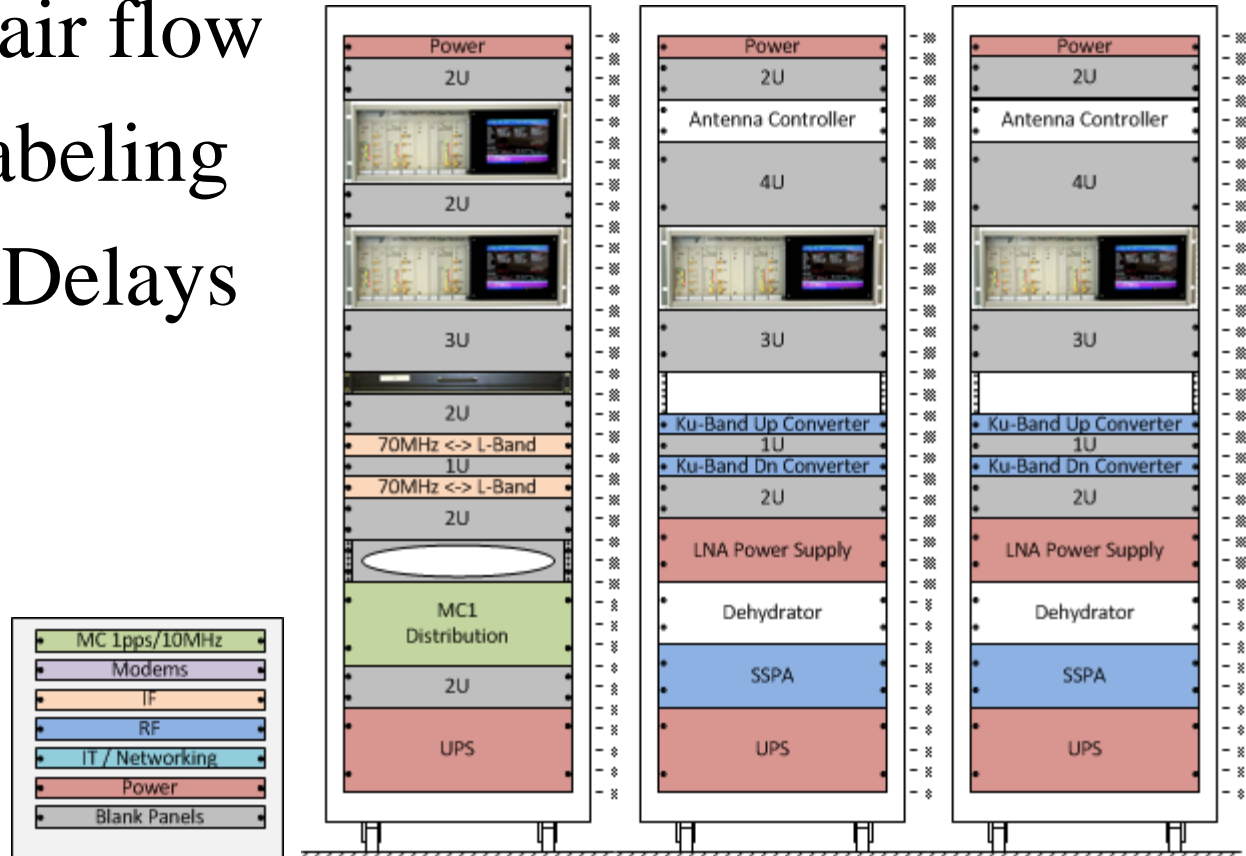 air flow
abeling
Delays
Power
2U
2U
3U
2U
70MHz <-> L-Band
1U
70MHz <-> L-Band
2U
MC1
Distribution
2U
UPS
Power
2U
Antenna Controller
4U
3U
Ku-Band Up Converter
1U
Ku-Band Dn Converter
2U
LNA Power Supply
Dehydrator
SSPA
UPS
Power
2U
Antenna Controller
4U
3U
Ku-Band Up Converter
1U
Ku-Band Dn Converter
2U
LNA Power Supply
Dehydrator
SSPA
UPS
MC 1pps/10MHz
Modems
IF
RF
IT / Networking
Power
Blank Panels